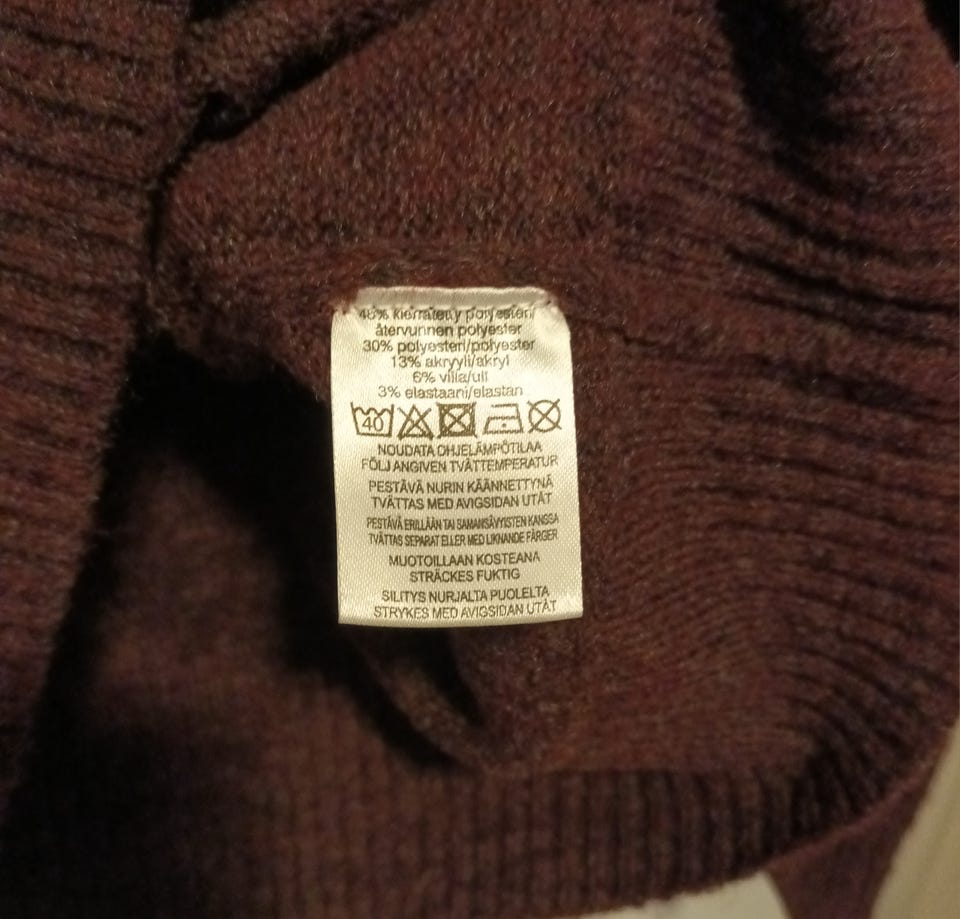 48% kierrätetty polyesteri/
återvunnen polyester
30% polyesteri/polyester
13% akryyli/akryl
6% villa/ull
3% elastaani/elastan
40
NOUDATA OHJELÄMPÖTILAA
FÖLJ ANGIVEN TVÄTTEMPERATUR
PESTÄVÄ NURIN KÄÄNNETTYNÄ
TVÄTTAS MED AVIGSIDAN UTÅT
PESTÄVÄ ERILLÄÄN TAI SAMANSÄVYISTEN KANSSA
TVÄTTAS SEPARAT ELLER MED LIKNANDE FÄRGER
MUOTOILLAAN KOSTEANA
STRÄCKES FUKTIG
SILITYS NURJALTA PUOLELTA
STRYKES MED AVIGSIDAN UTÅT